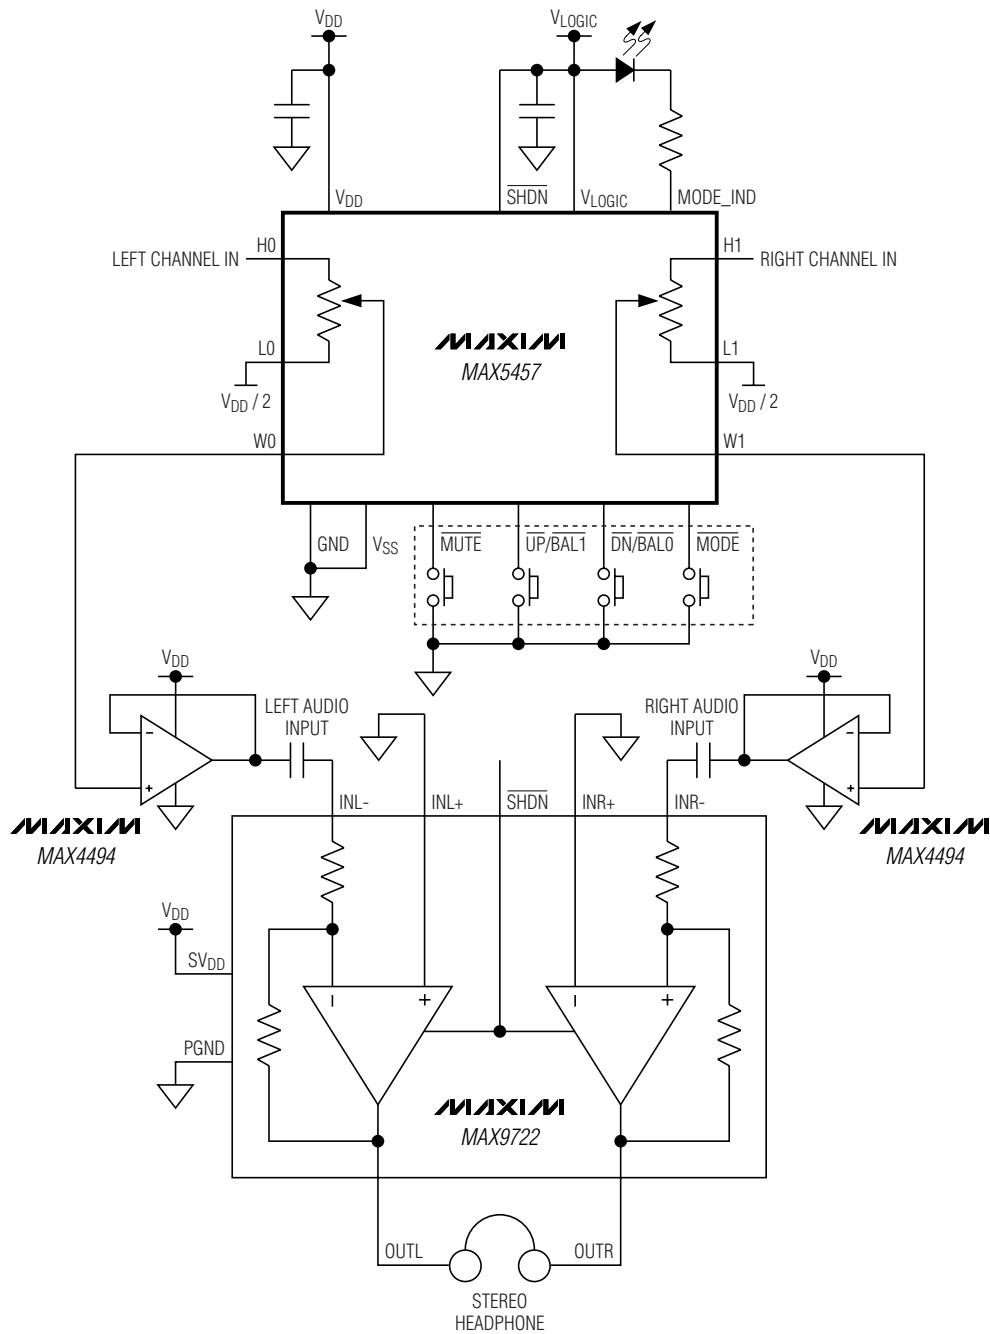 VDD
VLOGIC
VDD
SHDN
VLOGIC
MODE_IND
H0
H1
LEFT CHANNEL IN
RIGHT CHANNEL IN
MAXIM
MAX5457
L0
L1
VDD / 2
VDD / 2
W0
W1
GND
VSS
MUTE
UP/BAL1
DN/BAL0
MODE
VDD
VDD
LEFT AUDIO
INPUT
RIGHT AUDIO
INPUT
−
+
−
+
INL-
INL+
SHDN
INR+
INR-
MAXIM
MAX4494
MAXIM
MAX4494
VDD
SVDD
− +
− +
PGND
MAXIM
MAX9722
OUTL
OUTR
STEREO
HEADPHONE